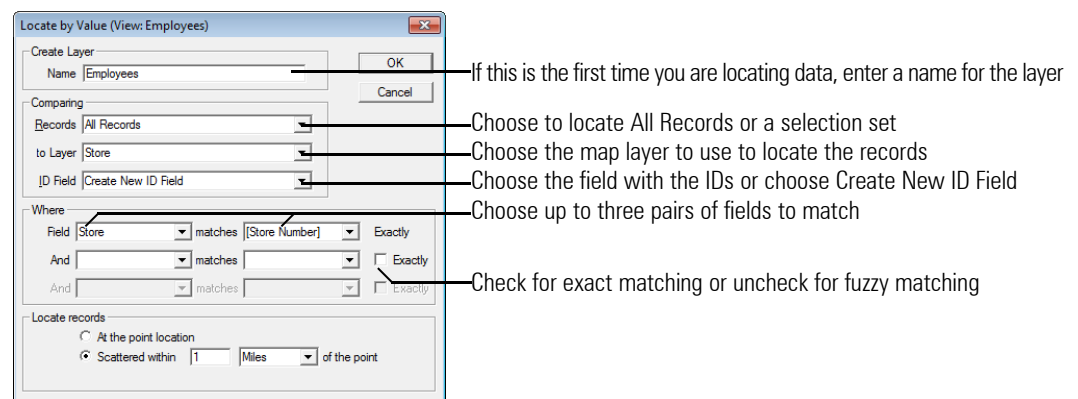 Locate by Value (View: Employees)
Create Layer
Name Employees
OK
If this is the first time you are locating data, enter a name for the layer
Cancel
Comparing
Records All Records
Choose to locate All Records or a selection set
to Layer Store
Choose the map layer to use to locate the records
ID Field Create New ID Field
Choose the field with the IDs or choose Create New ID Field
Where
Choose up to three pairs of fields to match
Field Store matches [Store Number] Exactly
And matches Exactly
Check for exact matching or uncheck for fuzzy matching
And matches Exactly
Locate records
At the point location
Scattered within 1 Miles of the point